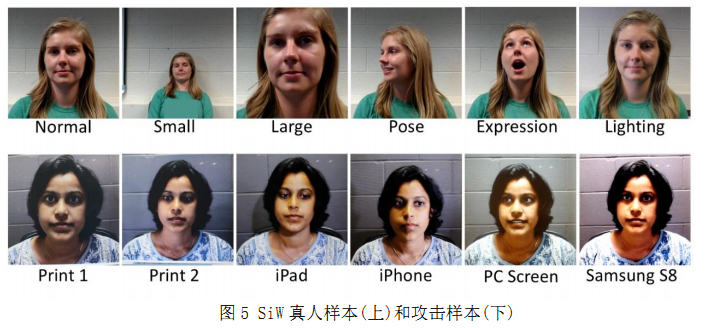 Normal Small Large Pose Expression Lighting
Print 1 Print 2 iPad iPhone PC Screen Samsung S8
图 5 SiW 真人样本(上)和攻击样本(下)